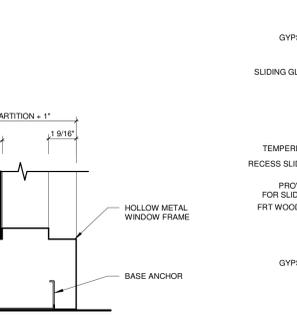 ARTITION + 1"
1 9/16"
HOLLOW METAL
WINDOW FRAME
BASE ANCHOR
GYPS
SLIDING GL
TEMPERE
RECESS SLID
PROV
FOR SLID
FRT WOOD
GYPS